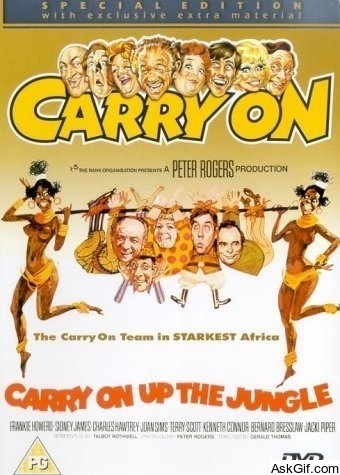 SPECIAL EDITION
with exclusive extra material
CARRY ON
THE RANK ORGANISATION PRESENTS A PETER ROGERS PRODUCTION
The Carry On Team in STARKEST Africa
CARRY ON UP THE JUNGLE
FRANKIE HOWERD SIDNEY JAMES CHARLES HAWTREY JOAN SIMS TERRY SCOTT KENNETH CONNOR BERNARD BRESSLAW JACKI PIPER
SCREENPLAY BY TALBOT ROTHWELL PRODUCED BY PETER ROGERS DIRECTED BY GERALD THOMAS
PG
DVD
AskGif.com